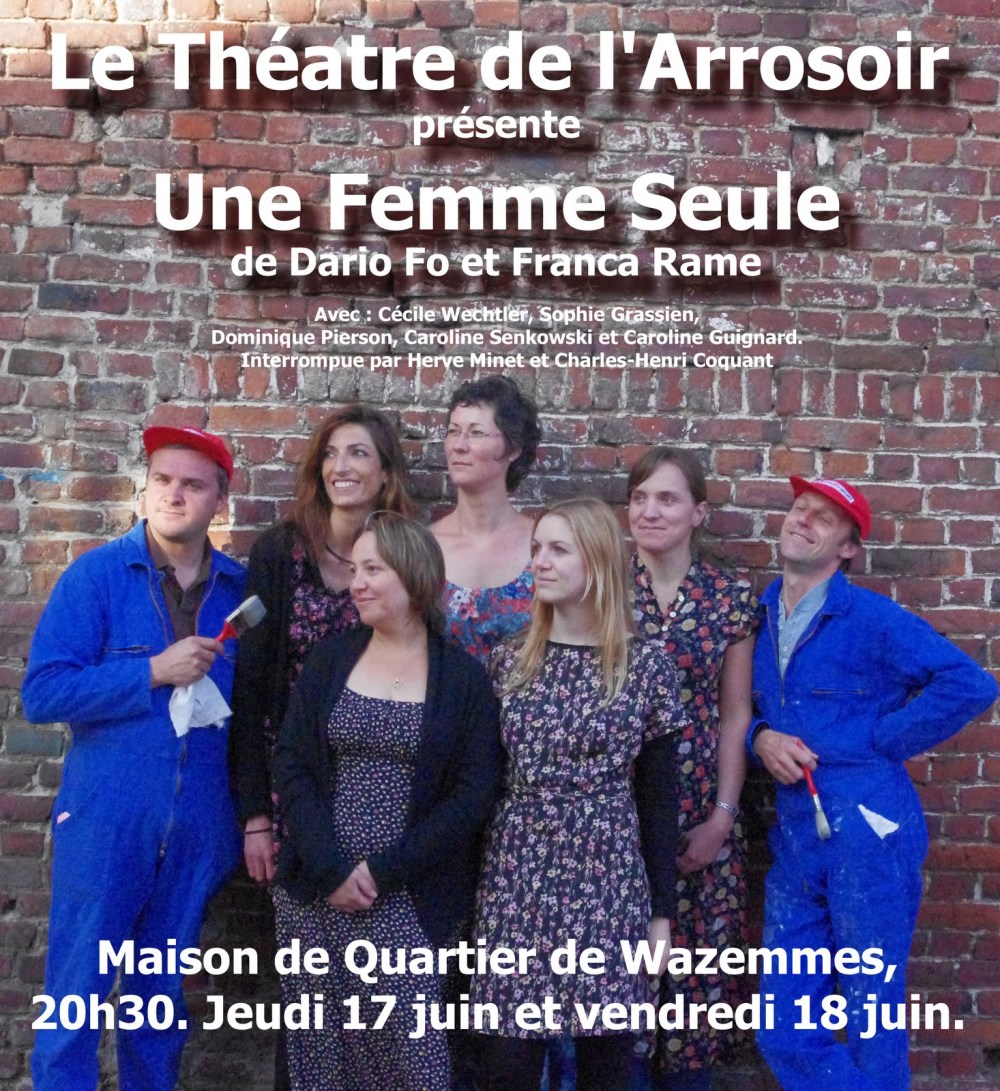 Le Théatre de l'Arrosoir
présente
Une Femme Seule
de Dario Fo et Franca Rame
Avec : Cécile Wechtler, Sophie Grassien,
Dominique Pierson, Caroline Senkowski et Caroline Guignard.
Interrompue par Herve Minet et Charles-Henri Coquant
Maison de Quartier de Wazemmes,
20h30. Jeudi 17 juin et vendredi 18 juin.